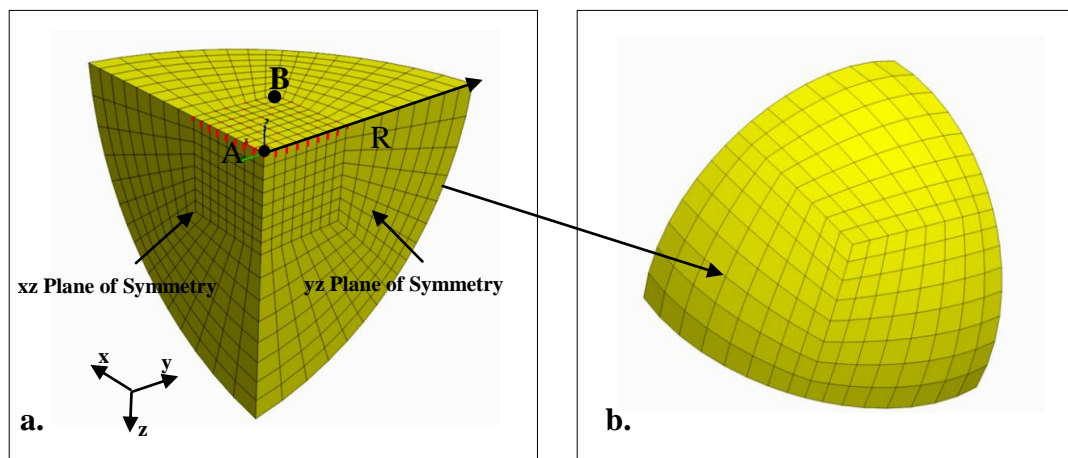 B
A
R
xz Plane of Symmetry
yz Plane of Symmetry
x
y
z
a.
b.